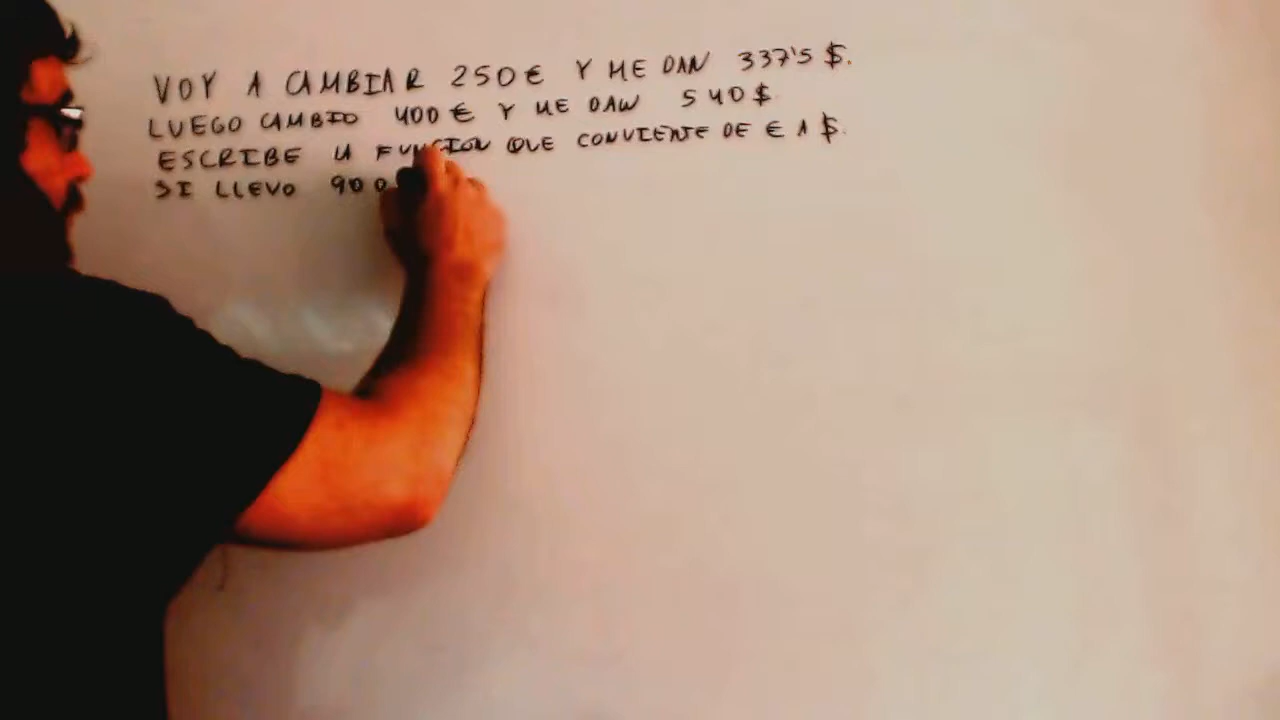 VOY A CAMBIAR 250€ Y ME DAN 337'5 $.
LUEGO CAMBIO 400€ Y ME DAN 540$
ESCRIBE LA FUNCION QUE CONVIERTE DE € A $.
SI LLEVO 900